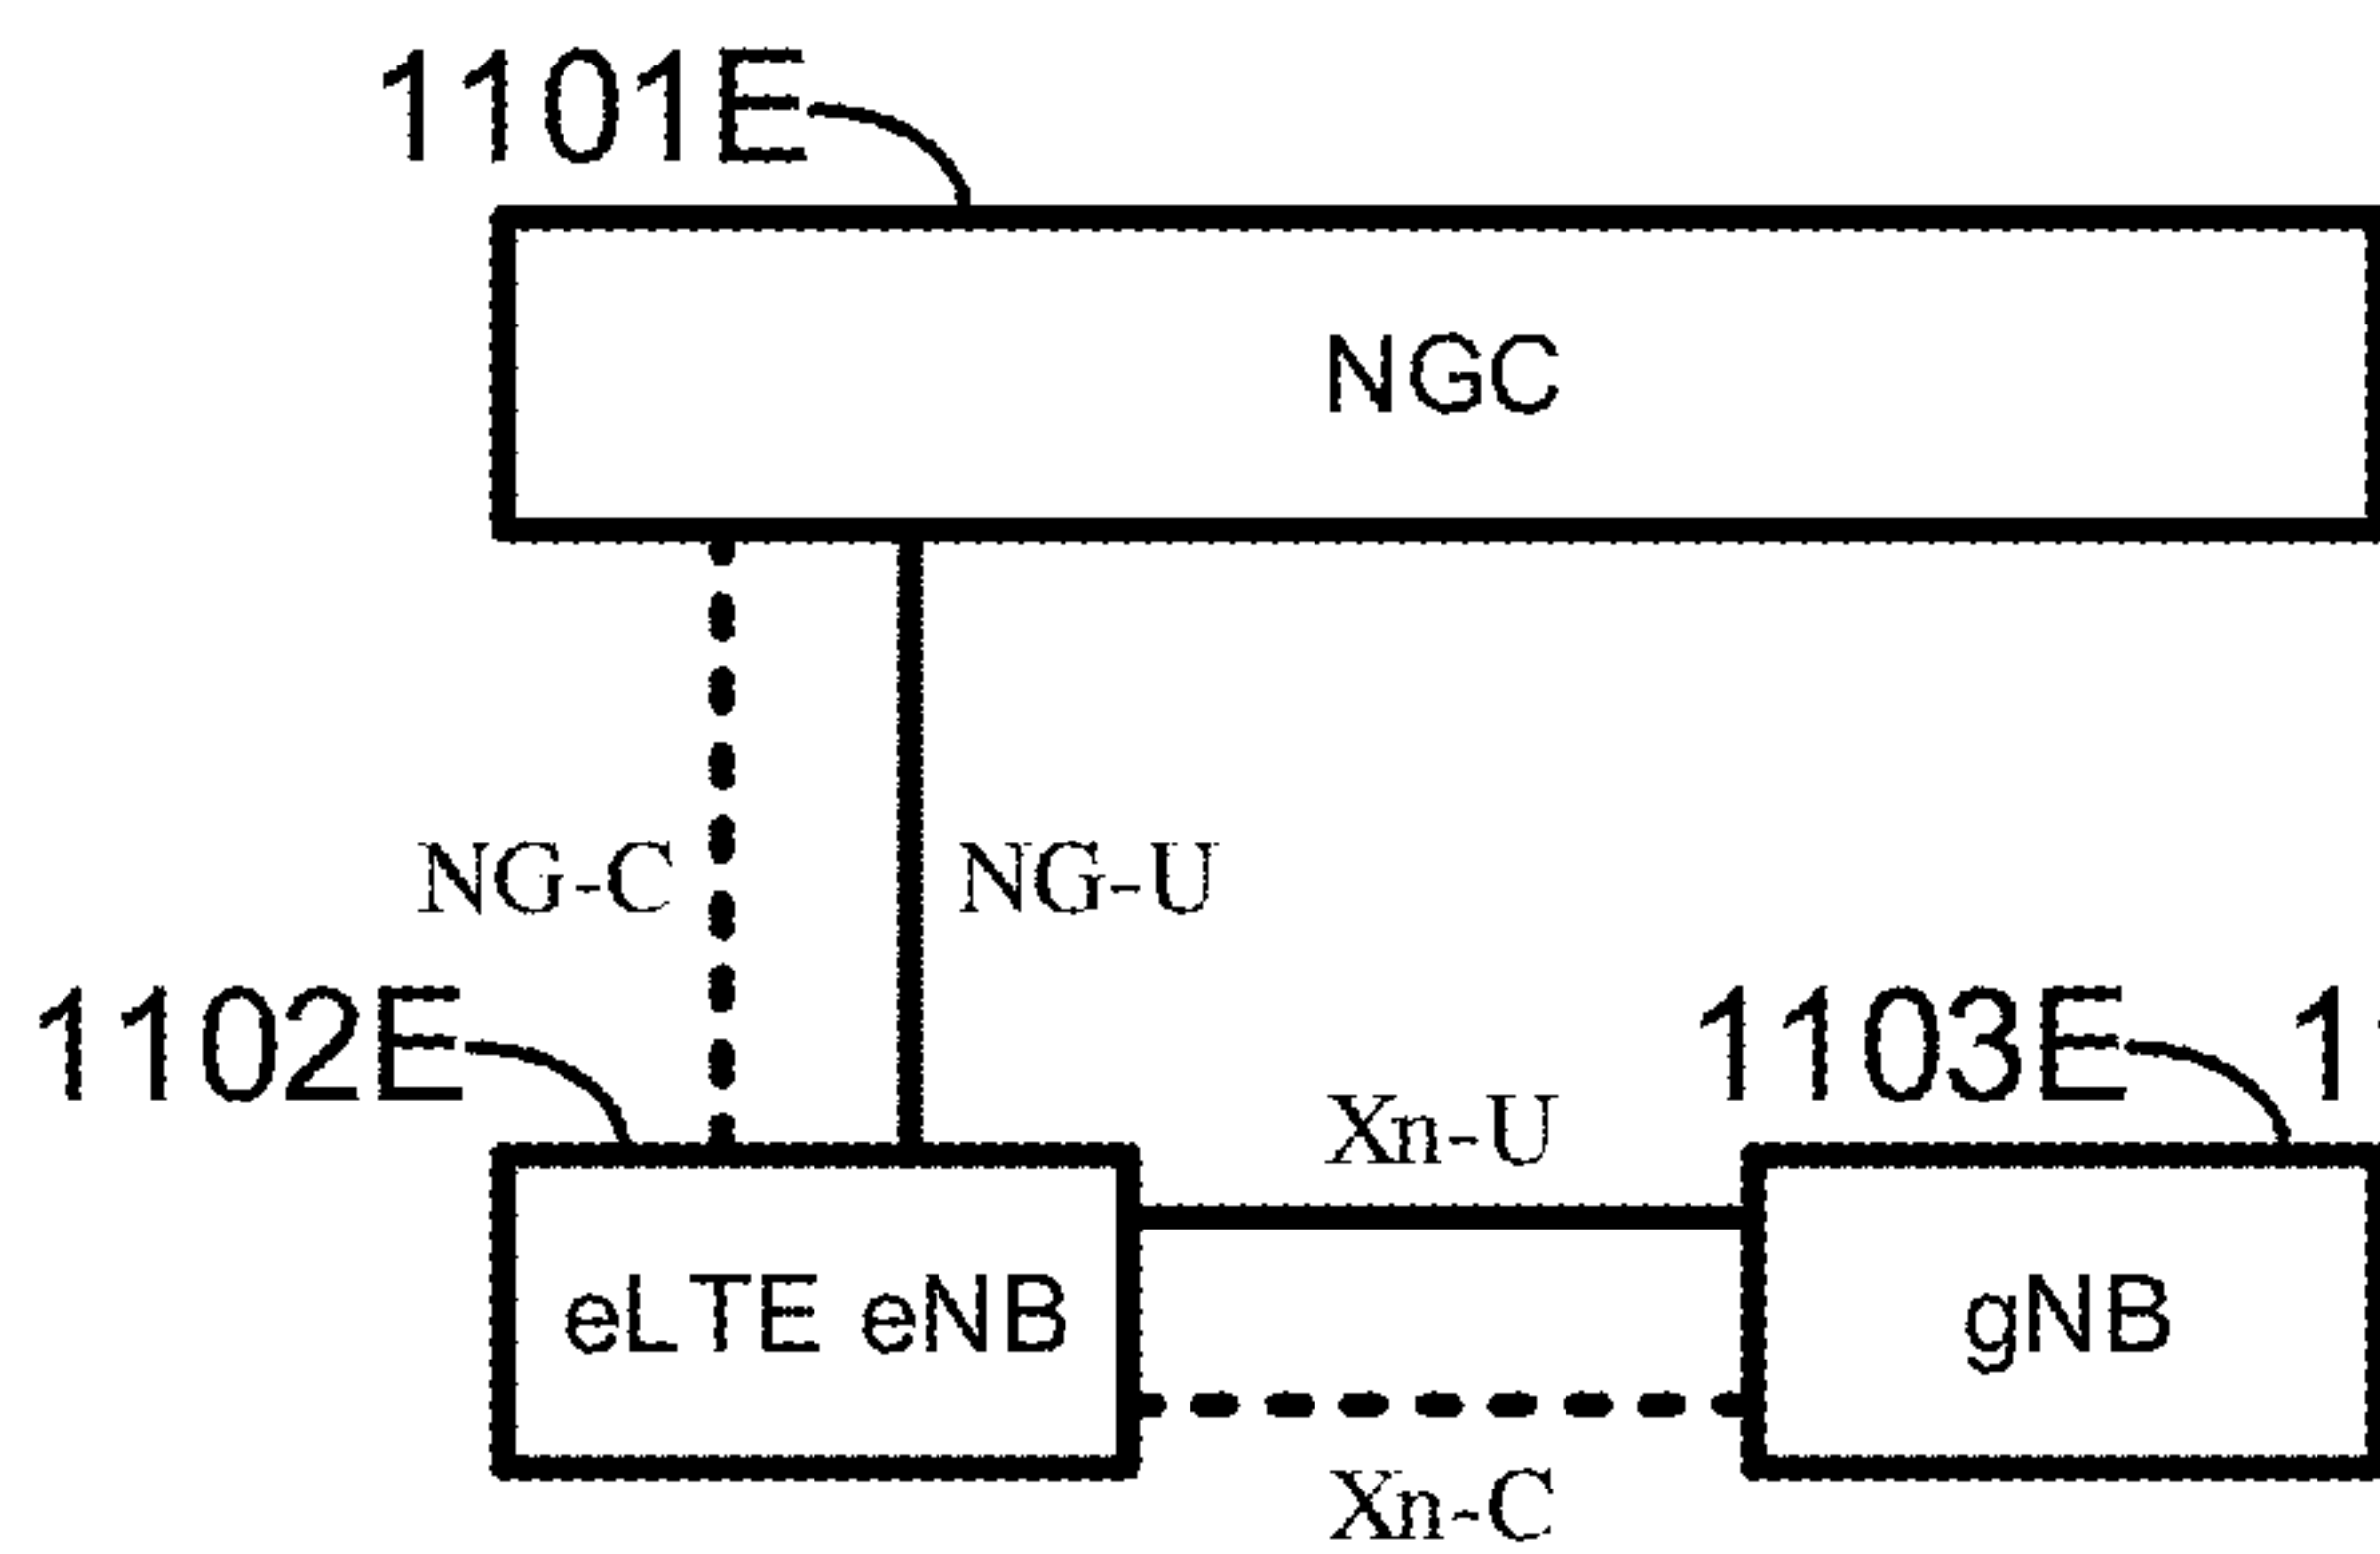 1101E
NGC
NG-C NG-U
1102E
1103E
Xn-U
eLTE eNB
gNB
Xn-C